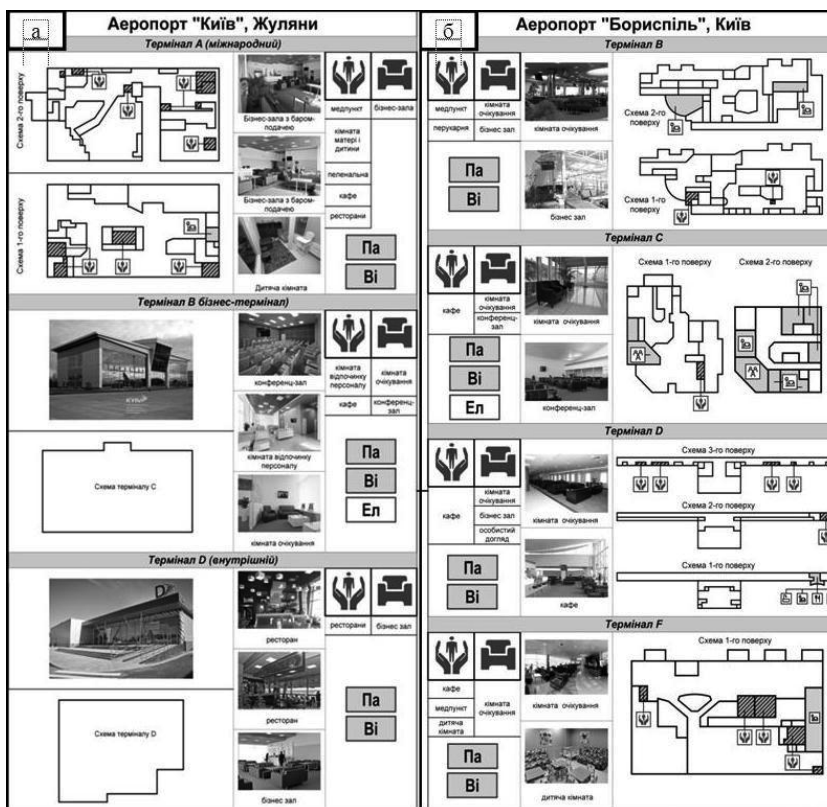 а
Аеропорт "Київ", Жуляни
Термінал А (міжнародний)
Схема 2-го поверху
Схема 1-го поверху
Бізнес-зала з баром-
подачею
Бізнес-зала з баром-
подачею
Дитяча кімната
медпункт
бізнес-зала
кімната
матері і
дитини
пеленальна
кафе
ресторани
Па
Ві
Термінал В бізнес-термінал)
Схема терміналу С
конференц-зал
кімната відпочинку
персоналу
кімната очікування
кімната
відпочинку
персоналу
кафе
кімната
очікування
конференц-
зал
Па
Ві
Ел
Термінал D (внутрішній)
Схема терміналу D
ресторан
ресторан
бізнес зал
ресторани
бізнес зал
Па
Ві
б
Аеропорт "Бориспіль", Київ
Термінал В
медпункт
перукарня
кімната
очікування
бізнес зал
Па
Ві
кімната очікування
бізнес зал
Схема 2-го
поверху
Схема 1-го
поверху
Термінал С
кафе
кімната
очікування
конференц-
зал
Па
Ві
Ел
кімната очікування
конференц-зал
Схема 1-го поверху
Схема 2-го поверху
Термінал D
кафе
кімната
очікування
бізнес зал
особистий
догляд
Па
Ві
кімната очікування
кафе
Схема 3-го поверху
Схема 2-го поверху
Схема 1-го поверху
Термінал F
кафе
медпункт
дитяча
кімната
кімната
очікування
Па
Ві
кімната очікування
дитяча кімната
Схема 1-го поверху